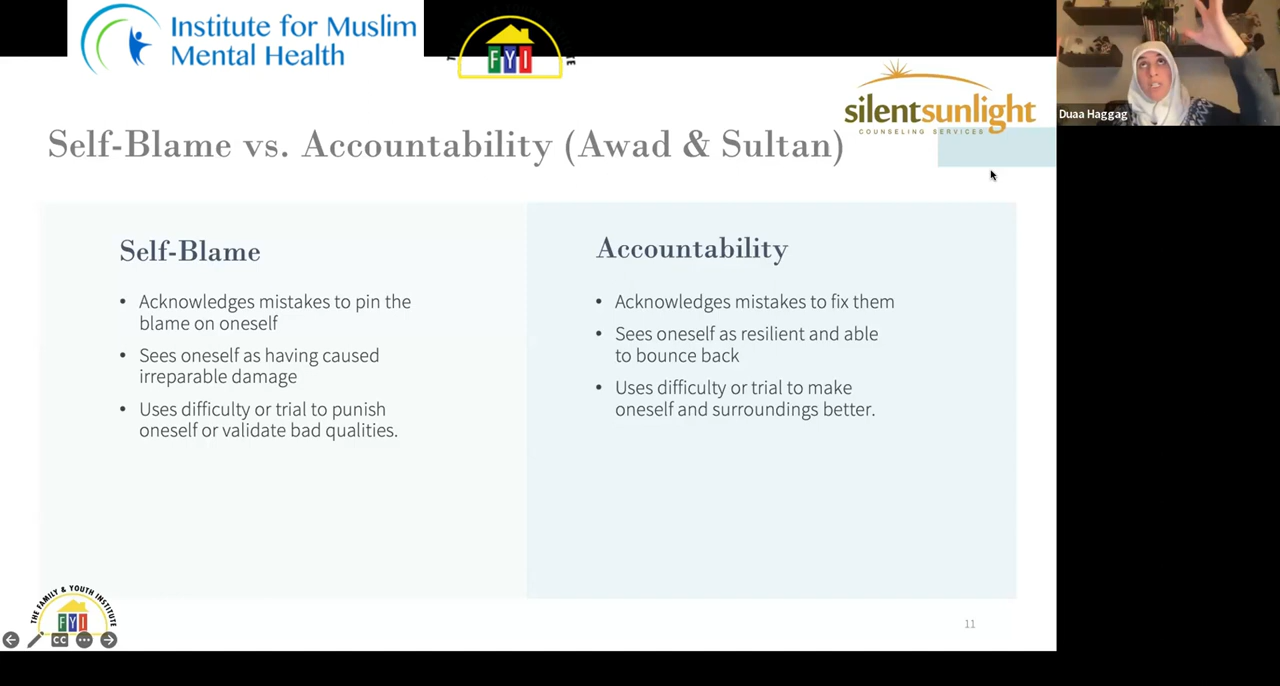 Institute for Muslim
Mental Health
FYI
silentsunlight
COUNSELING SERVICES
Duaa Haggag
Self-Blame vs. Accountability (Awad & Sultan)
Self-Blame
• Acknowledges mistakes to pin the
blame on oneself
• Sees oneself as having caused
irreparable damage
• Uses difficulty or trial to punish
oneself or validate bad qualities.
Accountability
• Acknowledges mistakes to fix them
• Sees oneself as resilient and able
to bounce back
• Uses difficulty or trial to make
oneself and surroundings better.
THE FAMILY & YOUTH INSTITUTE
FYI
CC
11